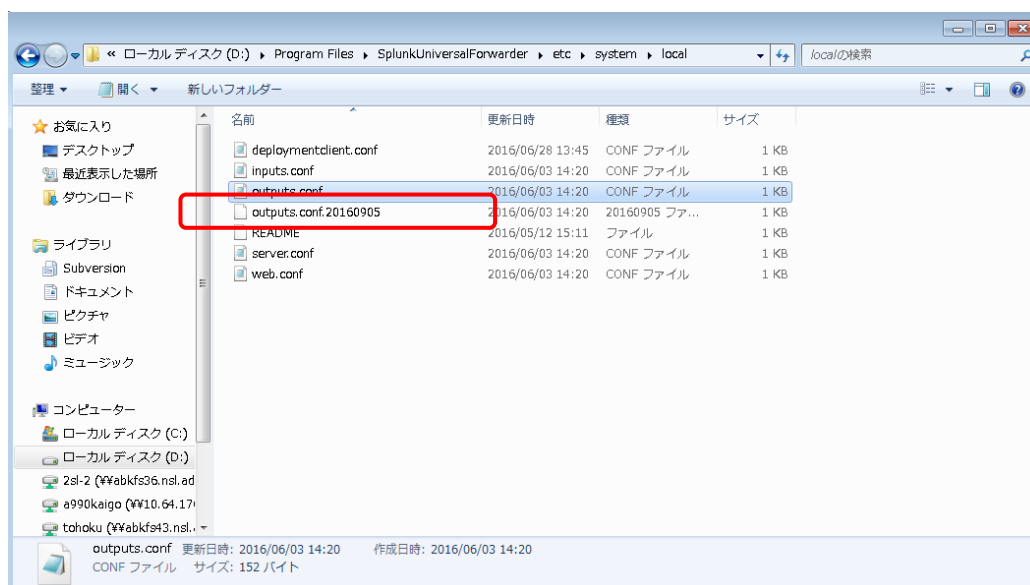 « ローカル ディスク (D:) ▸ Program Files ▸ SplunkUniversalForwarder ▸ etc ▸ system ▸ local
localの検索
整理 ▼ 開く ▼ 新しいフォルダー
お気に入り
デスクトップ
最近表示した場所
ダウンロード
ライブラリ
Subversion
ドキュメント
ピクチャ
ビデオ
ミュージック
コンピューター
ローカル ディスク (C:)
ローカル ディスク (D:)
2sl-2 (¥¥abkfs36.nsl.ad
a990kaigo (¥¥10.64.17
tohoku (¥¥abkfs43.nsl.
名前 更新日時 種類 サイズ
deploymentclient.conf 2016/06/28 13:45 CONF ファイル 1 KB
inputs.conf 2016/06/03 14:20 CONF ファイル 1 KB
outputs.conf 2016/06/03 14:20 CONF ファイル 1 KB
outputs.conf.20160905 2016/06/03 14:20 20160905 ファ... 1 KB
README 2016/05/12 15:11 ファイル 1 KB
server.conf 2016/06/03 14:20 CONF ファイル 1 KB
web.conf 2016/06/03 14:20 CONF ファイル 1 KB
outputs.conf 更新日時: 2016/06/03 14:20 作成日時: 2016/06/03 14:20
CONF ファイル サイズ: 152 バイト